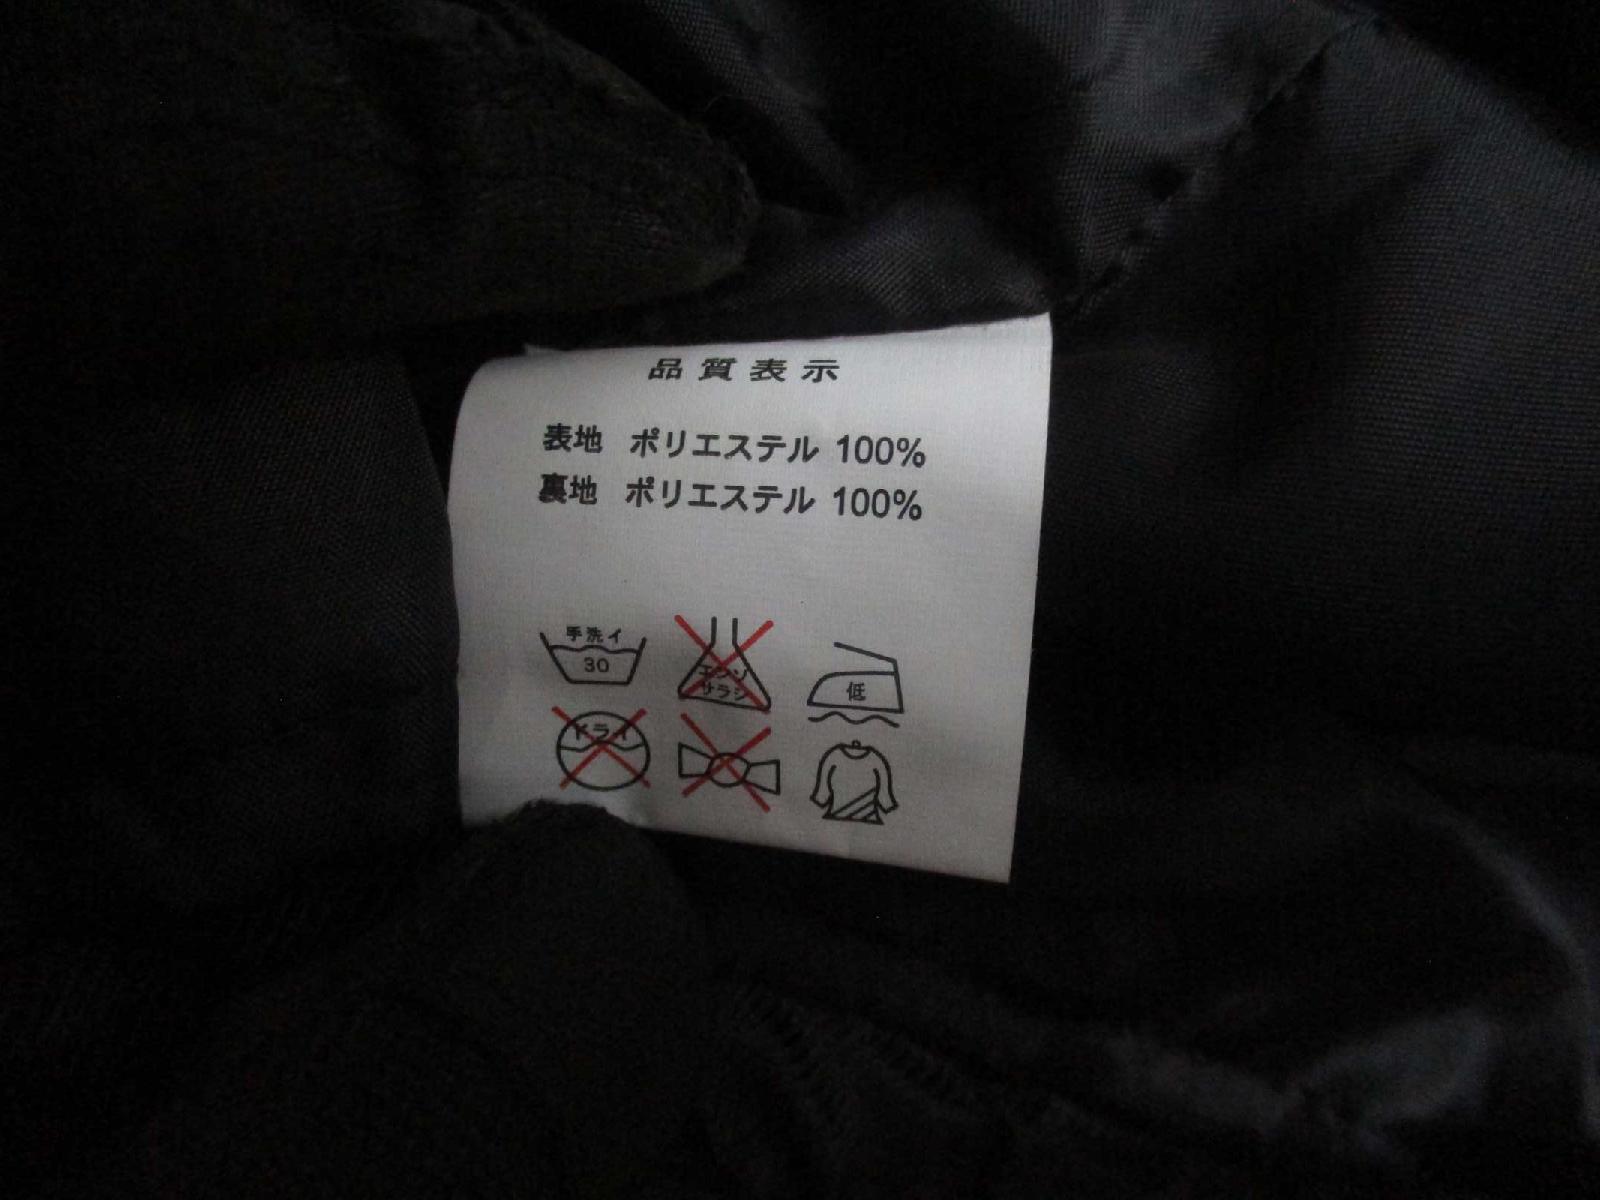 品質表示
表地 ポリエステル 100%
裏地 ポリエステル 100%
手洗イ
30
エンソ
サラシ
低
ドライ